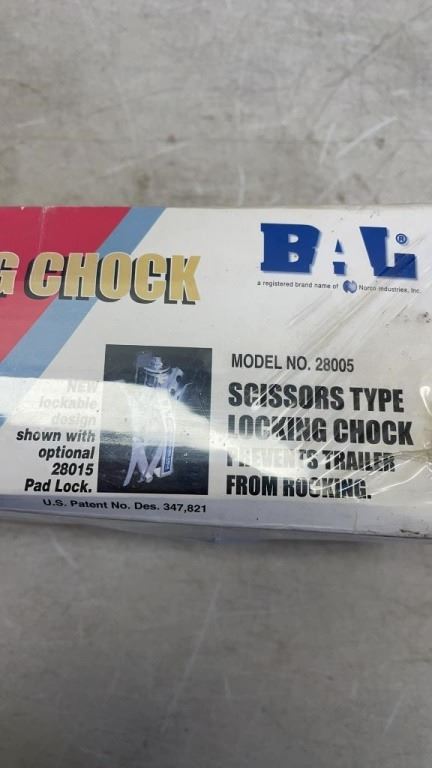 G CHOCK
BAL®
a registered brand name of Norco Industries, Inc.
NEW
lockable
design
shown with
optional
28015
Pad Lock.
U.S. Patent No. Des. 347,821
MODEL NO. 28005
SCISSORS TYPE
LOCKING CHOCK
PREVENTS TRAILER
FROM ROCKING.